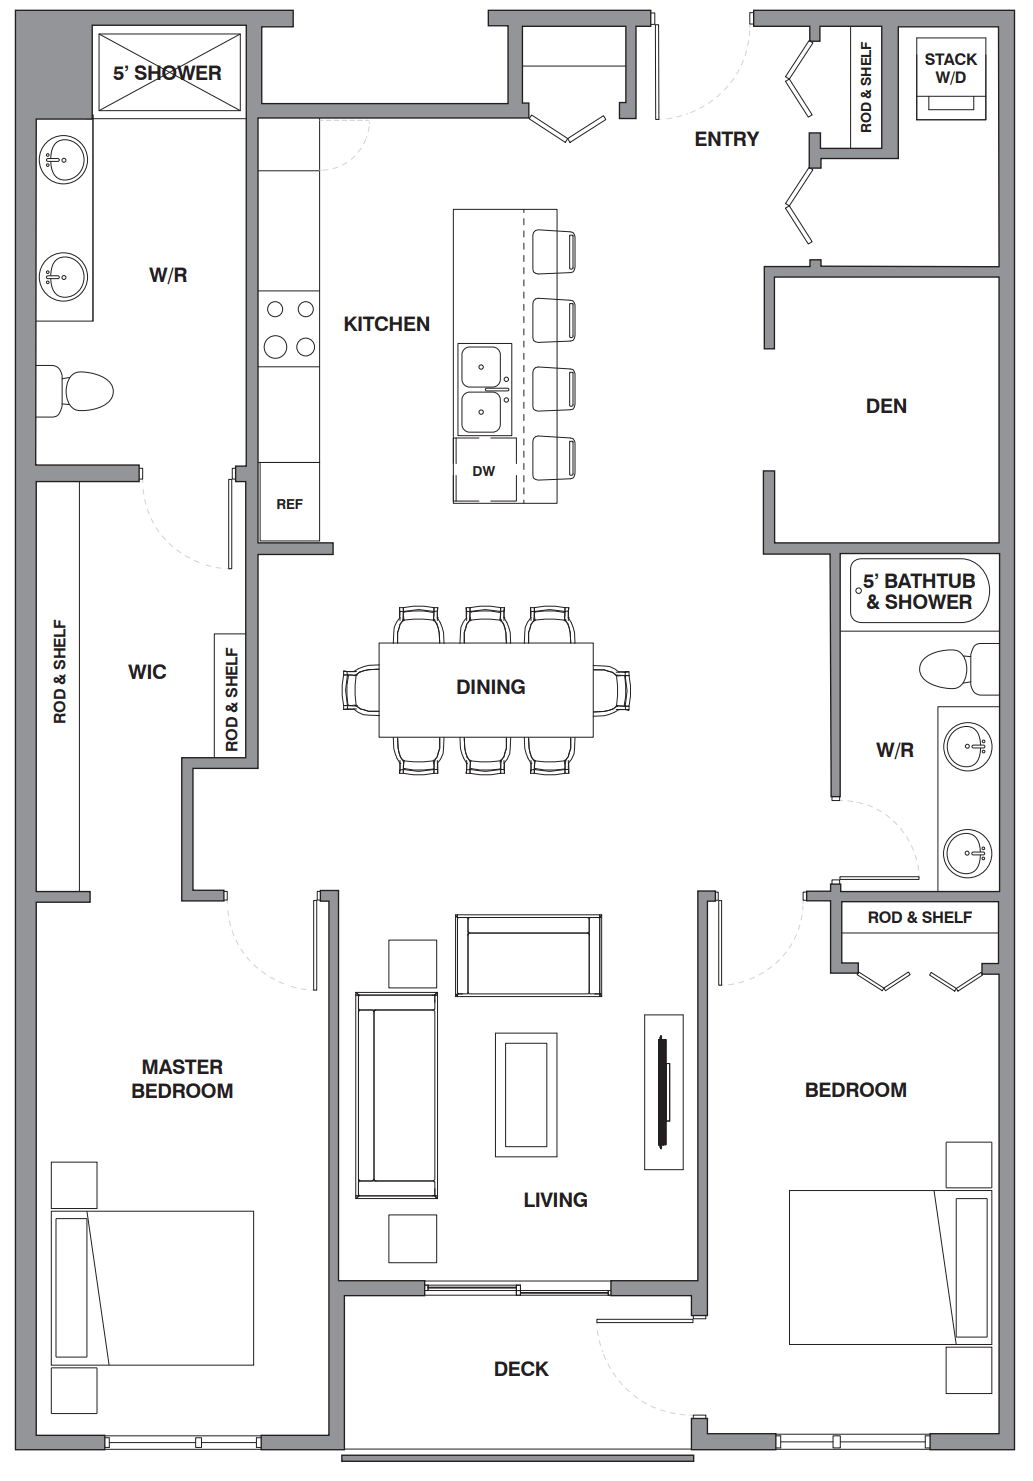 5' SHOWER
ROD & SHELF
STACK
W/D
ENTRY
W/R
KITCHEN
DEN
DW
REF
5' BATHTUB
& SHOWER
ROD & SHELF
WIC
ROD & SHELF
DINING
W/R
ROD & SHELF
MASTER
BEDROOM
BEDROOM
LIVING
DECK